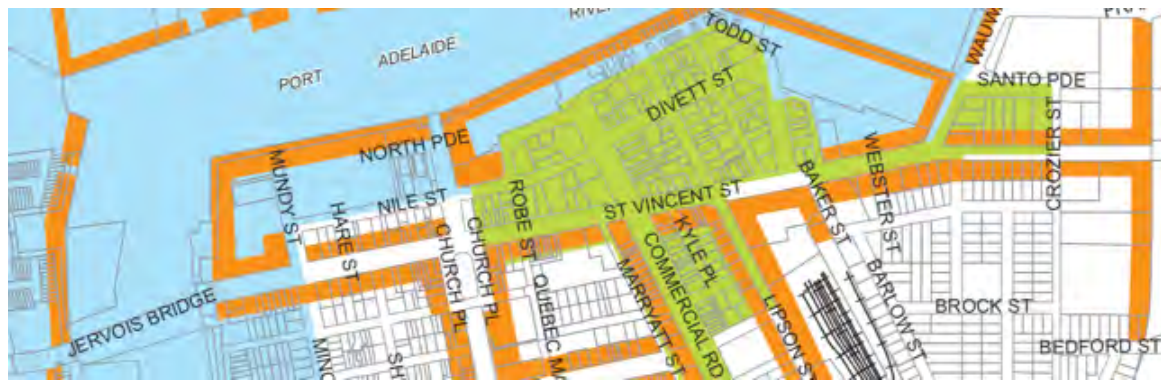 PORT
ADELAIDE
TODD ST
SANTO PDE
DIVETT ST
CROZIER ST
NORTH PDE
MUNDY ST
HARE ST
NILE ST
CHURCH PL
CHURCH PL
ROBE ST
ST VINCENT ST
BAKER ST
WEBSTER ST
KYLE PL
COMMERCIAL RD
MARRYATT ST
LIPSON ST
BARLOW ST
BROCK ST
BEDFORD ST
JERVOIS BRIDGE
QUEBEC